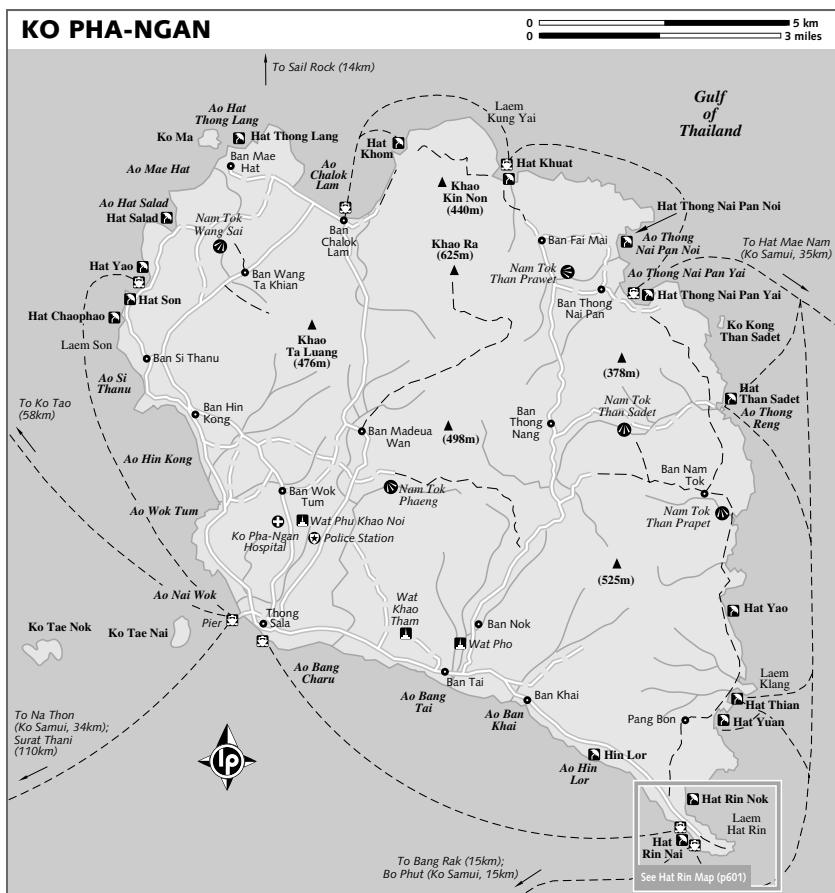 KO PHA-NGAN
0 5 km
0 3 miles
To Sail Rock (14km)
Gulf
of
Thailand
Ao Hat
Thong Lang
Ko Ma
Hat Thong Lang
Ao Mae Hat
Ban Mae
Hat
Ao
Chalok
Lam
Hat
Khom
Laem
Kung Yai
Hat Khuat
Khao
Kin Non
(440m)
Ao Hat Salad
Hat Salad
Nam Tok
Wang Sai
Ban
Chalok
Lam
Khao Ra
(625m)
Ban Fai Mai
Hat Thong Nai Pan Noi
Ao Thong
Nai Pan Noi
To Hat Mae Nam
(Ko Samui, 35km)
Hat Yao
Ban Wang
Ta Khian
Nam Tok
Than Prawet
Ao Thong Nai Pan Yai
Hat Thong Nai Pan Yai
Ban Thong
Nai Pan
Hat Son
Hat Chaophao
Laem Son
Khao
Ta Luang
(476m)
Ko Kong
Than Sadet
Ban Si Thanu
Ao Si
Thanu
(378m)
Hat
Than Sadet
Ao Thong
Reng
To Ko Tao
(58km)
Ban Hin
Kong
Ban Madeua
Wan
(498m)
Ban
Thong
Nang
Nam Tok
Than Sadet
Ao Hin Kong
Ban Nam
Tok
Ao Wok Tum
Ban Wok
Tum
Nam Tok
Phaeng
Nam Tok
Than Prapet
Wat Phu Khao Noi
Ko Pha-Ngan
Hospital
Police Station
(525m)
Ao Nai Wok
Pier
Thong
Sala
Wat
Khao
Tham
Ban Nok
Wat Pho
Hat Yao
Ko Tae Nok
Ko Tae Nai
Ao Bang
Charu
Ban Tai
Ao Bang
Tai
Ban Khai
Ao Ban
Khai
Laem
Klang
Hat Thian
Pang Bon
Hat Yuan
To Na Thon
(Ko Samui, 34km);
Surat Thani
(110km)
lp
Hin Lor
Ao Hin
Lor
Hat Rin Nok
Laem
Hat Rin
Hat
Rin Nai
To Bang Rak (15km);
Bo Phut (Ko Samui, 15km)
See Hat Rin Map (p601)